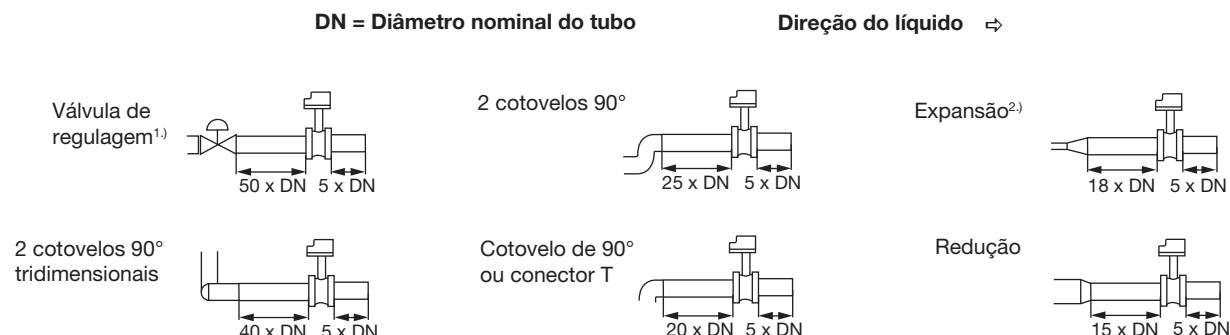 DN = Diâmetro nominal do tubo
Direção do líquido ⇨
Válvula de
regulagem1.)
50 x DN 5 x DN
2 cotovelos 90°
25 x DN 5 x DN
Expansão2.)
18 x DN 5 x DN
2 cotovelos 90°
tridimensionais
40 x DN 5 x DN
Cotovelo de 90°
ou conector T
20 x DN 5 x DN
Redução
15 x DN 5 x DN